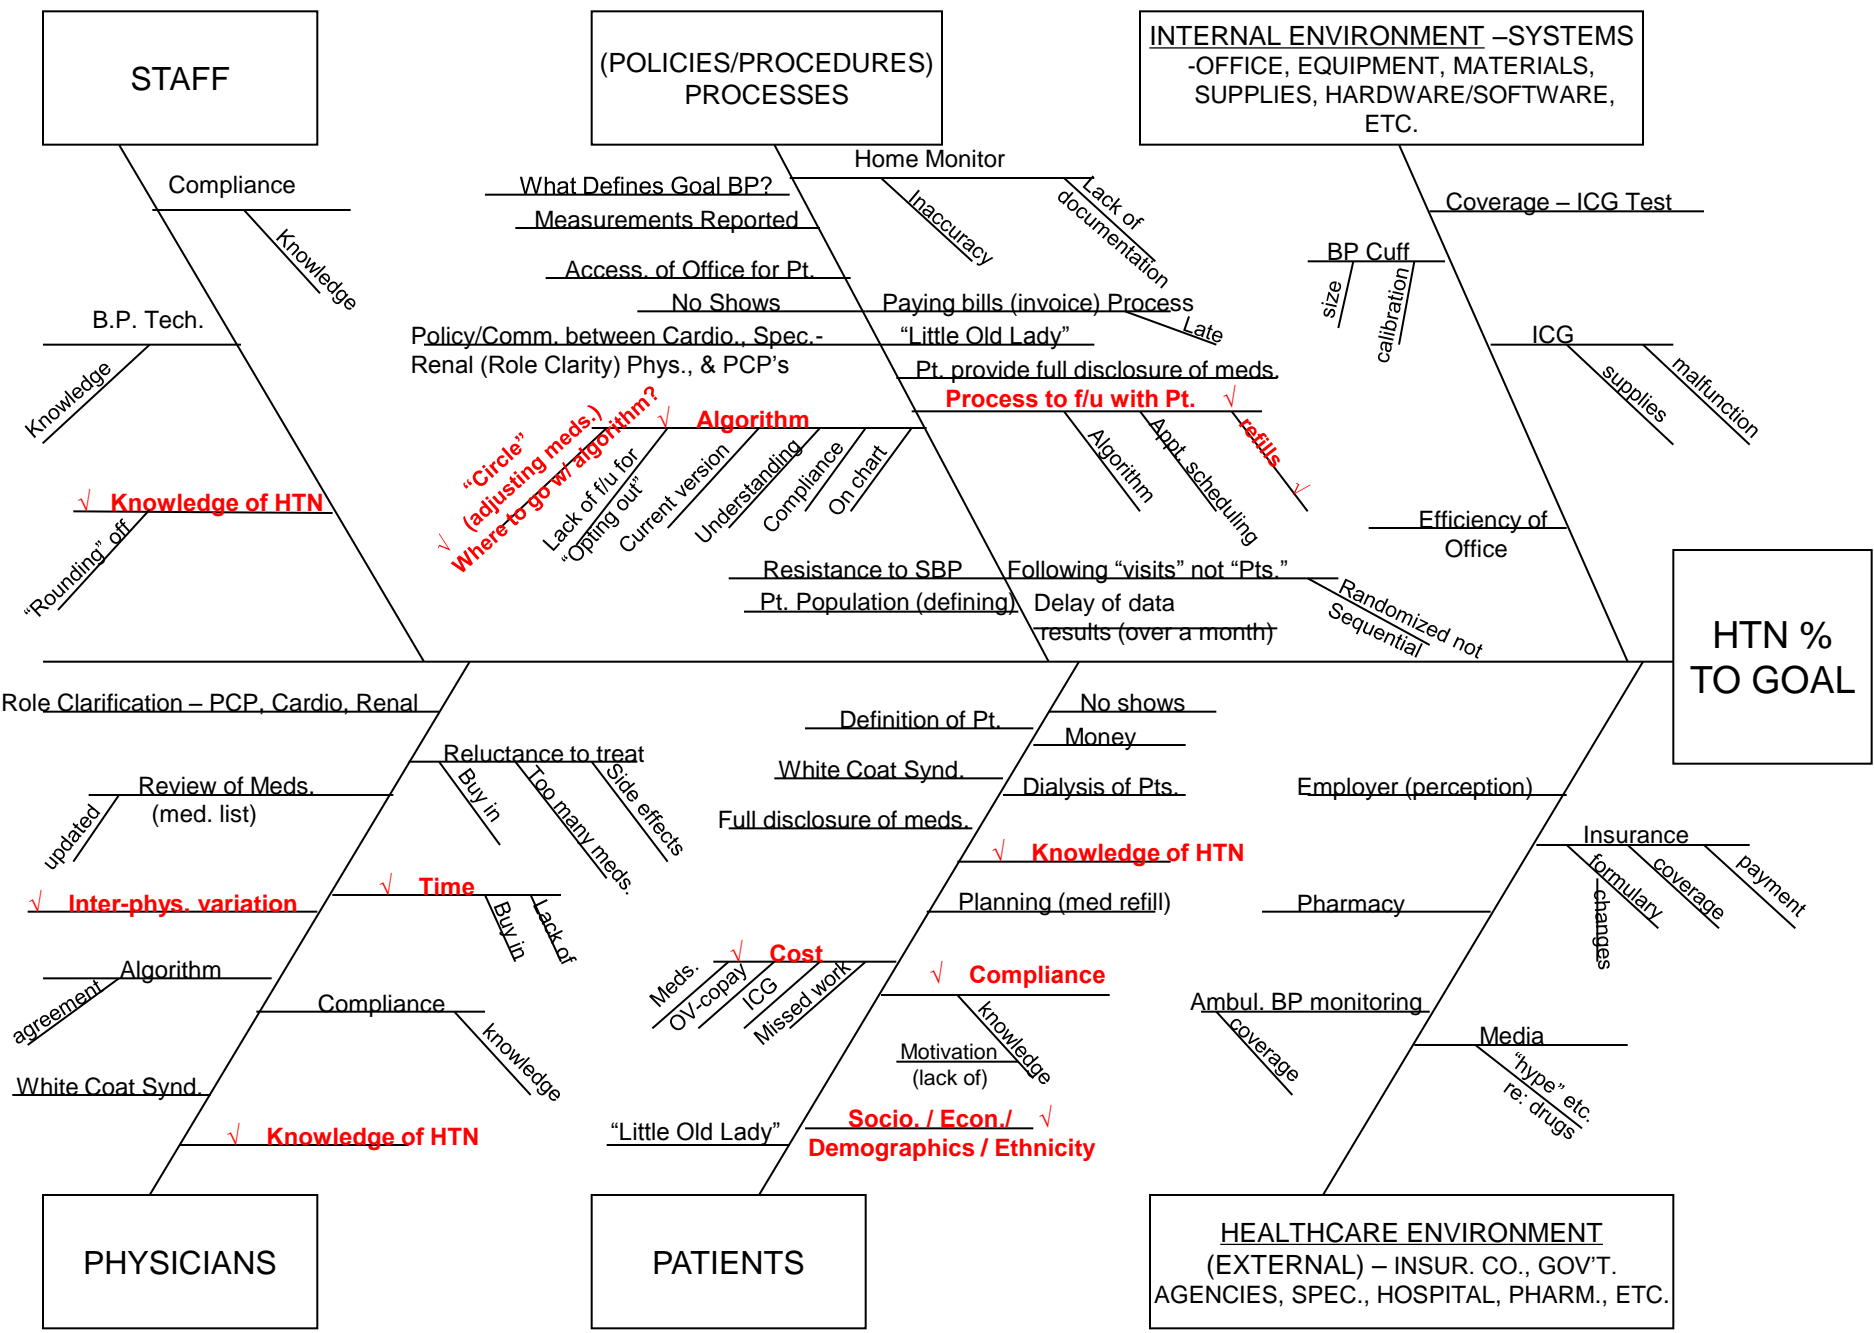 STAFF
(POLICIES/PROCEDURES)
PROCESSES
INTERNAL ENVIRONMENT –SYSTEMS
-OFFICE, EQUIPMENT, MATERIALS,
SUPPLIES, HARDWARE/SOFTWARE,
ETC.
Compliance
Knowledge
B.P. Tech.
Knowledge
√ Knowledge of HTN
“Rounding” off
Home Monitor
Inaccuracy
Lack of
documentation
What Defines Goal BP?
Measurements Reported
Access. of Office for Pt.
No Shows
Paying bills (invoice) Process
Late
Policy/Comm. between Cardio., Spec.-
Renal (Role Clarity) Phys., & PCP’s
“Little Old Lady”
Pt. provide full disclosure of meds.
Process to f/u with Pt. √
Algorithm
Appt. scheduling
refills √
√ Algorithm
“Circle”
(adjusting meds.)
√ Where to go w/ algorithm?
Lack of f/u for
“Opting out”
Current version
Understanding
Compliance
On chart
Resistance to SBP
Following “visits” not “Pts.”
Randomized not
Sequential
Pt. Population (defining)
Delay of data
results (over a month)
Coverage – ICG Test
BP Cuff
size
calibration
ICG
supplies
malfunction
Efficiency of
Office
HTN %
TO GOAL
Role Clarification – PCP, Cardio, Renal
Reluctance to treat
Buy in
Too many meds.
Side effects
Review of Meds.
(med. list)
updated
√ Inter-phys. variation
√ Time
Buy in
Lack of
Algorithm
agreement
Compliance
knowledge
White Coat Synd.
√ Knowledge of HTN
Definition of Pt.
No shows
Money
White Coat Synd.
Dialysis of Pts.
Full disclosure of meds.
√ Knowledge of HTN
Planning (med refill)
√ Cost
Meds.
OV-copay
ICG
Missed work
√ Compliance
knowledge
Motivation
(lack of)
Socio. / Econ./ √
Demographics / Ethnicity
“Little Old Lady”
Employer (perception)
Insurance
formulary
changes
coverage
payment
Pharmacy
Ambul. BP monitoring
coverage
Media
“hype” etc.
re: drugs
PHYSICIANS
PATIENTS
HEALTHCARE ENVIRONMENT
(EXTERNAL) – INSUR. CO., GOV’T.
AGENCIES, SPEC., HOSPITAL, PHARM., ETC.